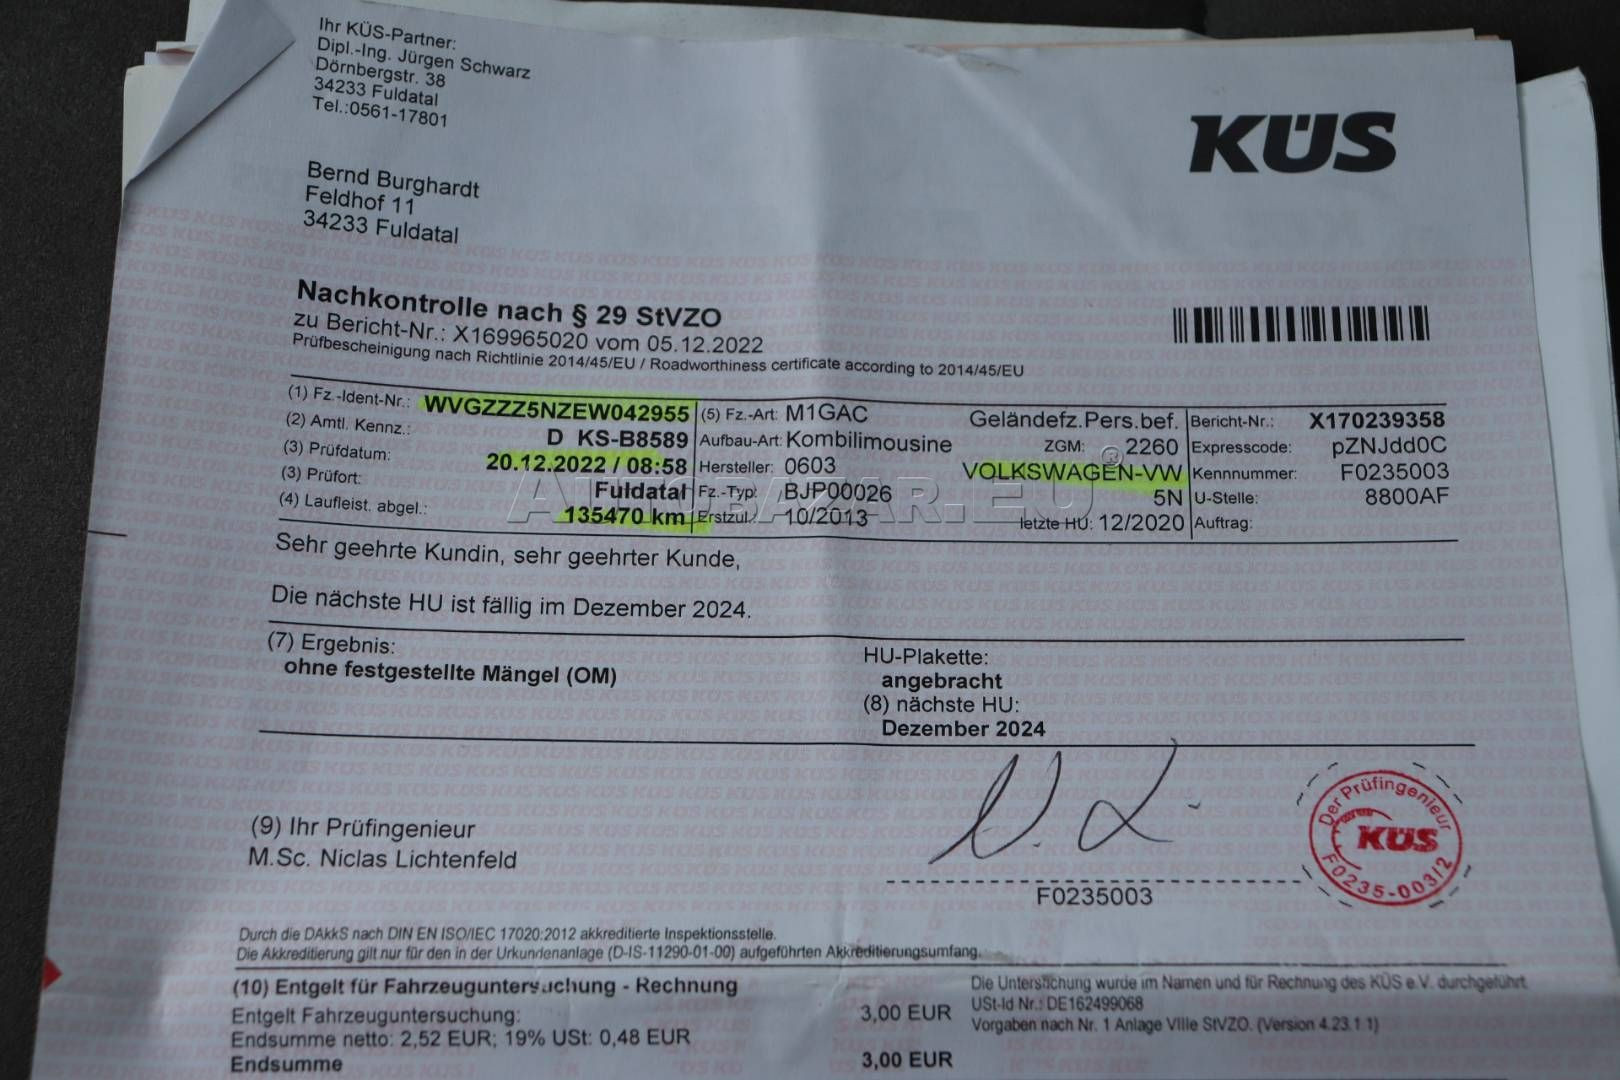 Ihr KÜS-Partner:
Dipl.-Ing. Jürgen Schwarz
Dörnbergstr. 38
34233 Fuldatal
Tel.:0561-17801
KÜS
Bernd Burghardt
Feldhof 11
34233 Fuldatal
Nachkontrolle nach § 29 StVZO
zu Bericht-Nr.: X169965020 vom 05.12.2022
Prüfbescheinigung nach Richtlinie 2014/45/EU / Roadworthiness certificate according to 2014/45/EU
(1) Fz.-Ident-Nr.: WVGZZZ5NZEW042955 (5) Fz.-Art: M1GAC Geländefz.Pers.bef. Bericht-Nr.: X170239358
(2) Amtl. Kennz.: D KS-B8589 Aufbau-Art: Kombilimousine ZGM: 2260 Expresscode: pZNJdd0C
(3) Prüfdatum: 20.12.2022 / 08:58 Hersteller: 0603 VOLKSWAGEN-VW Kennnummer: F0235003
(3) Prüfort: Fuldatal Fz.-Typ: BJP00026 5N U-Stelle: 8800AF
(4) Laufleist. abgel.: 135470 km Erstzul.: 10/2013 letzte HU: 12/2020 Auftrag:
AUTOBAZAR.EU ®
Sehr geehrte Kundin, sehr geehrter Kunde,
Die nächste HU ist fällig im Dezember 2024.
(7) Ergebnis:
ohne festgestellte Mängel (OM)
HU-Plakette:
angebracht
(8) nächste HU:
Dezember 2024
(9) Ihr Prüfingenieur
M.Sc. Niclas Lichtenfeld
F0235003
Der Prüfingenieur
KÜS
F0235-003/2
Durch die DAkkS nach DIN EN ISO/IEC 17020:2012 akkreditierte Inspektionsstelle.
Die Akkreditierung gilt nur für den in der Urkundenanlage (D-IS-11290-01-00) aufgeführten Akkreditierungsumfang.
(10) Entgelt für Fahrzeuguntersuchung - Rechnung
Entgelt Fahrzeuguntersuchung: 3,00 EUR
Endsumme netto: 2,52 EUR; 19% USt: 0,48 EUR
Endsumme 3,00 EUR
Die Untersuchung wurde im Namen und für Rechnung des KÜS e.V. durchgeführt
USt-Id Nr.: DE162499068
Vorgaben nach Nr. 1 Anlage VIIIe StVZO. (Version 4.23.1.1)